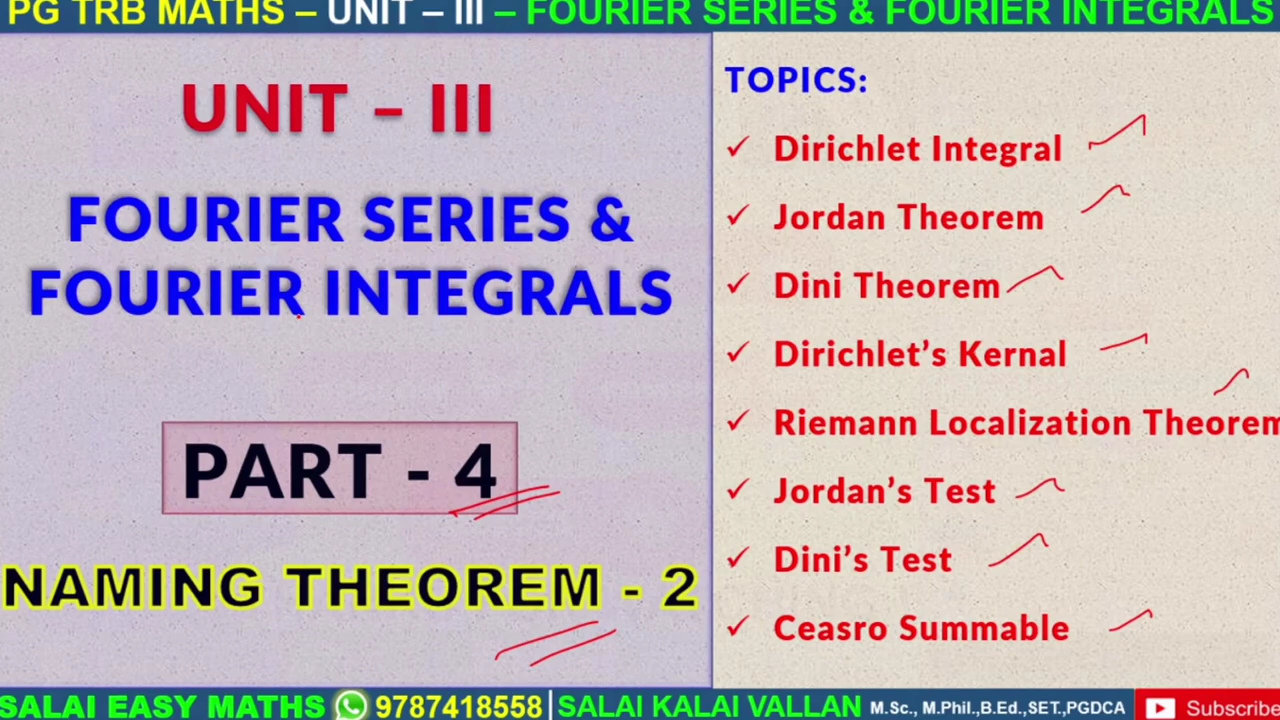 PG TRB MATHS – UNIT – III – FOURIER SERIES & FOURIER INTEGRALS
UNIT – III
FOURIER SERIES &
FOURIER INTEGRALS
PART - 4
NAMING THEOREM - 2
TOPICS:
✓ Dirichlet Integral
✓ Jordan Theorem
✓ Dini Theorem
✓ Dirichlet’s Kernal
✓ Riemann Localization Theorem
✓ Jordan’s Test
✓ Dini’s Test
✓ Ceasro Summable
SALAI EASY MATHS 9787418558 SALAI KALAI VALLAN M.Sc., M.Phil.,B.Ed.,SET.,PGDCA Subscribe